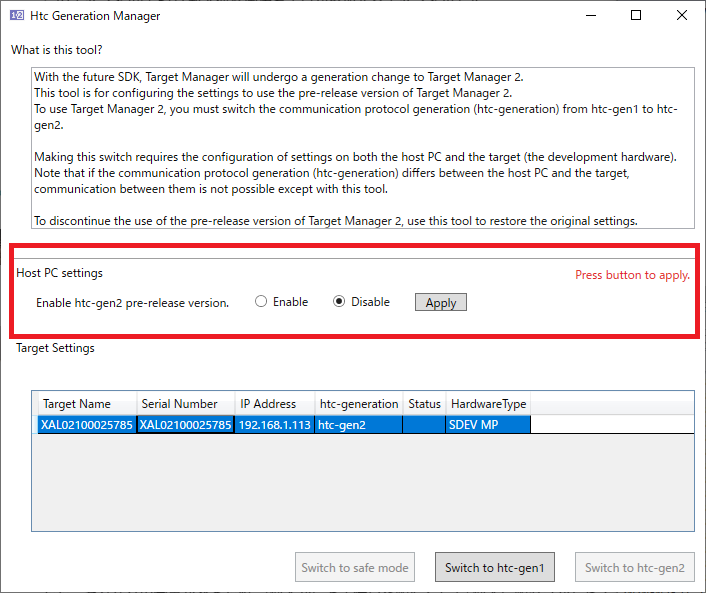 Htc Generation Manager
What is this tool?
With the future SDK, Target Manager will undergo a generation change to Target Manager 2.
This tool is for configuring the settings to use the pre-release version of Target Manager 2.
To use Target Manager 2, you must switch the communication protocol generation (htc-generation) from htc-gen1 to htc-
gen2.
Making this switch requires the configuration of settings on both the host PC and the target (the development hardware).
Note that if the communication protocol generation (htc-generation) differs between the host PC and the target,
communication between them is not possible except with this tool.
To discontinue the use of the pre-release version of Target Manager 2, use this tool to restore the original settings.
Host PC settings
Press button to apply.
Enable htc-gen2 pre-release version. Enable Disable Apply
Target Settings
Target Name Serial Number IP Address htc-generation Status HardwareType
XAL02100025785 XAL02100025785 192.168.1.113 htc-gen2 SDEV MP
Switch to safe mode Switch to htc-gen1 Switch to htc-gen2